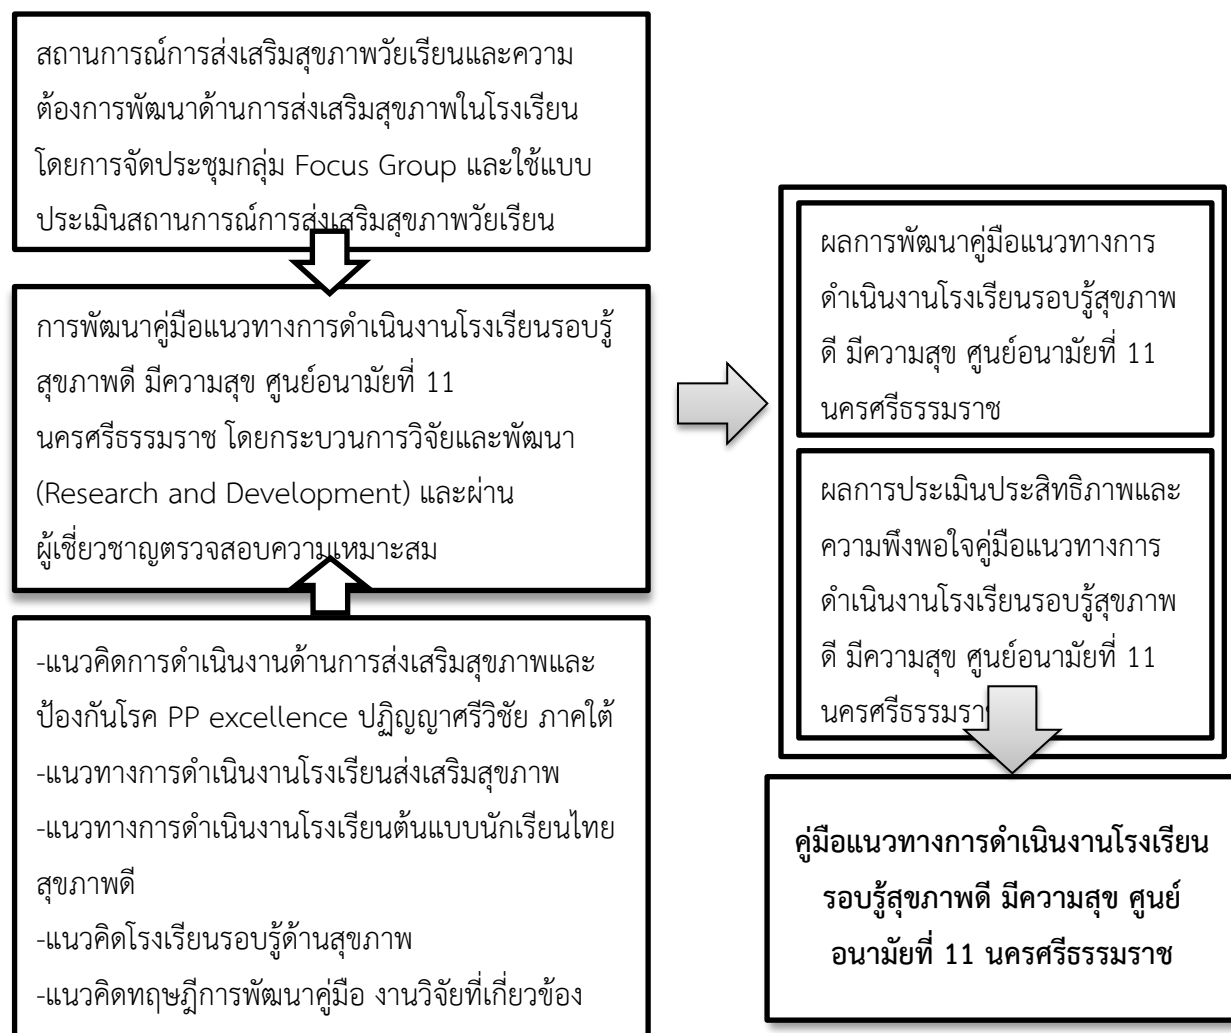 สถานการณ์การส่งเสริมสุขภาพวัยเรียนและความ
ต้องการพัฒนาด้านการส่งเสริมสุขภาพในโรงเรียน
โดยการจัดประชุมกลุ่ม Focus Group และใช้แบบ
ประเมินสถานการณ์การส่งเสริมสุขภาพวัยเรียน
การพัฒนาคู่มือแนวทางการดำเนินงานโรงเรียนรอบรู้
สุขภาพดี มีความสุข ศูนย์อนามัยที่ 11
นครศรีธรรมราช โดยกระบวนการวิจัยและพัฒนา
(Research and Development) และผ่าน
ผู้เชี่ยวชาญตรวจสอบความเหมาะสม
-แนวคิดการดำเนินงานด้านการส่งเสริมสุขภาพและ
ป้องกันโรค PP excellence ปฏิญญาศรีวิชัย ภาคใต้
-แนวทางการดำเนินงานโรงเรียนส่งเสริมสุขภาพ
-แนวทางการดำเนินงานโรงเรียนต้นแบบนักเรียนไทย
สุขภาพดี
-แนวคิดโรงเรียนรอบรู้ด้านสุขภาพ
-แนวคิดทฤษฎีการพัฒนาคู่มือ งานวิจัยที่เกี่ยวข้อง
ผลการพัฒนาคู่มือแนวทางการ
ดำเนินงานโรงเรียนรอบรู้สุขภาพ
ดี มีความสุข ศูนย์อนามัยที่ 11
นครศรีธรรมราช
ผลการประเมินประสิทธิภาพและ
ความพึงพอใจคู่มือแนวทางการ
ดำเนินงานโรงเรียนรอบรู้สุขภาพ
ดี มีความสุข ศูนย์อนามัยที่ 11
นครศรีธรรมราช
คู่มือแนวทางการดำเนินงานโรงเรียน
รอบรู้สุขภาพดี มีความสุข ศูนย์
อนามัยที่ 11 นครศรีธรรมราช